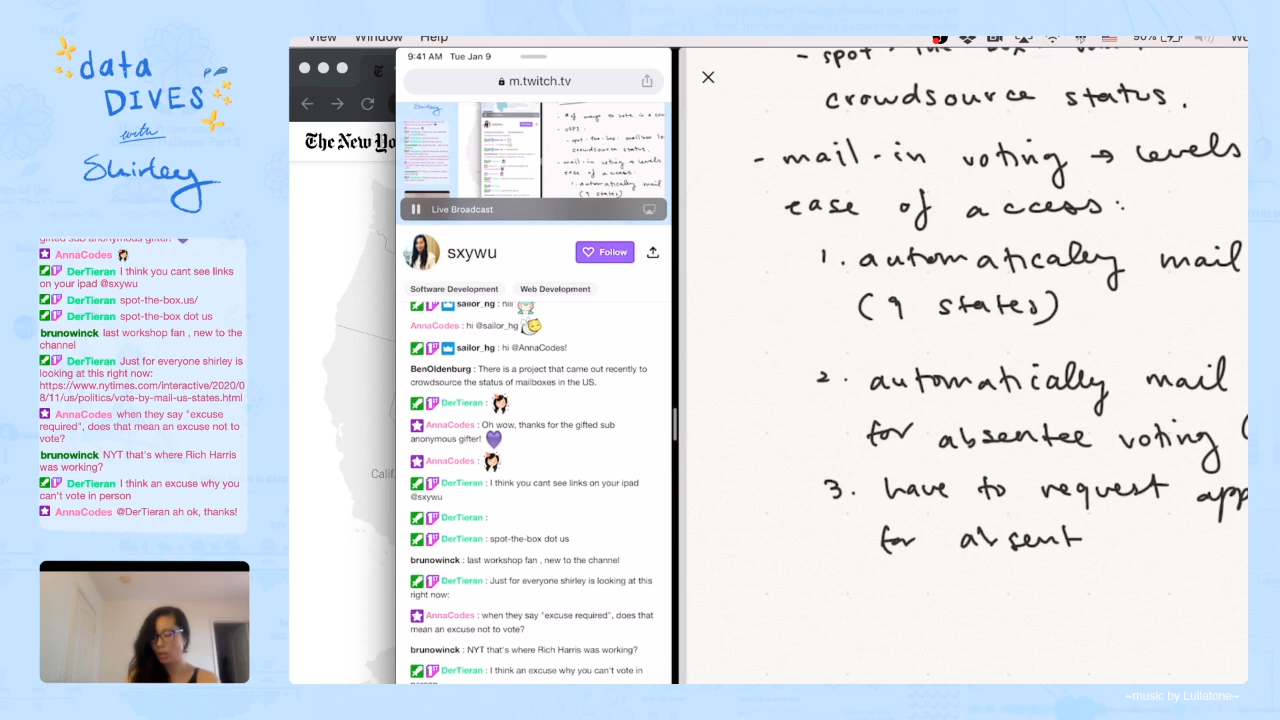 data
DIVES
with
Shirley
gifted sub anonymous gifter!
AnnaCodes
DerTieran I think you cant see links
on your ipad @sxywu
DerTieran spot-the-box.us/
DerTieran spot-the-box dot us
brunowinck last workshop fan , new to the
channel
DerTieran Just for everyone shirley is
looking at this right now:
https://www.nytimes.com/interactive/2020/0
8/11/us/politics/vote-by-mail-us-states.html
AnnaCodes when they say "excuse
required", does that mean an excuse not to
vote?
brunowinck NYT that's where Rich Harris
was working?
DerTieran I think an excuse why you
can't vote in person
AnnaCodes @DerTieran ah ok, thanks!
View Window Help
90%
The New Yo
Calif.
9:41 AM Tue Jan 9
m.twitch.tv
Live Broadcast
sxywu
Follow
Software Development Web Development
sailor_hg : hiii
AnnaCodes : hi @sailor_hg
sailor_hg : hi @AnnaCodes!
BenOldenburg : There is a project that came out recently to
crowdsource the status of mailboxes in the US.
DerTieran :
AnnaCodes : Oh wow, thanks for the gifted sub
anonymous gifter!
AnnaCodes :
DerTieran : I think you cant see links on your ipad
@sxywu
DerTieran :
DerTieran : spot-the-box dot us
brunowinck : last workshop fan , new to the channel
DerTieran : Just for everyone shirley is looking at this
right now:
AnnaCodes : when they say "excuse required", does that
mean an excuse not to vote?
brunowinck : NYT that's where Rich Harris was working?
DerTieran : I think an excuse why you can't vote in
- spot - the - box
crowdsource status.
- mail-in voting → levels
ease of access:
1. automatically mail
(9 states)
2. automatically mail
for absentee voting (
3. have to request app
for absent
~music by Lullatone~